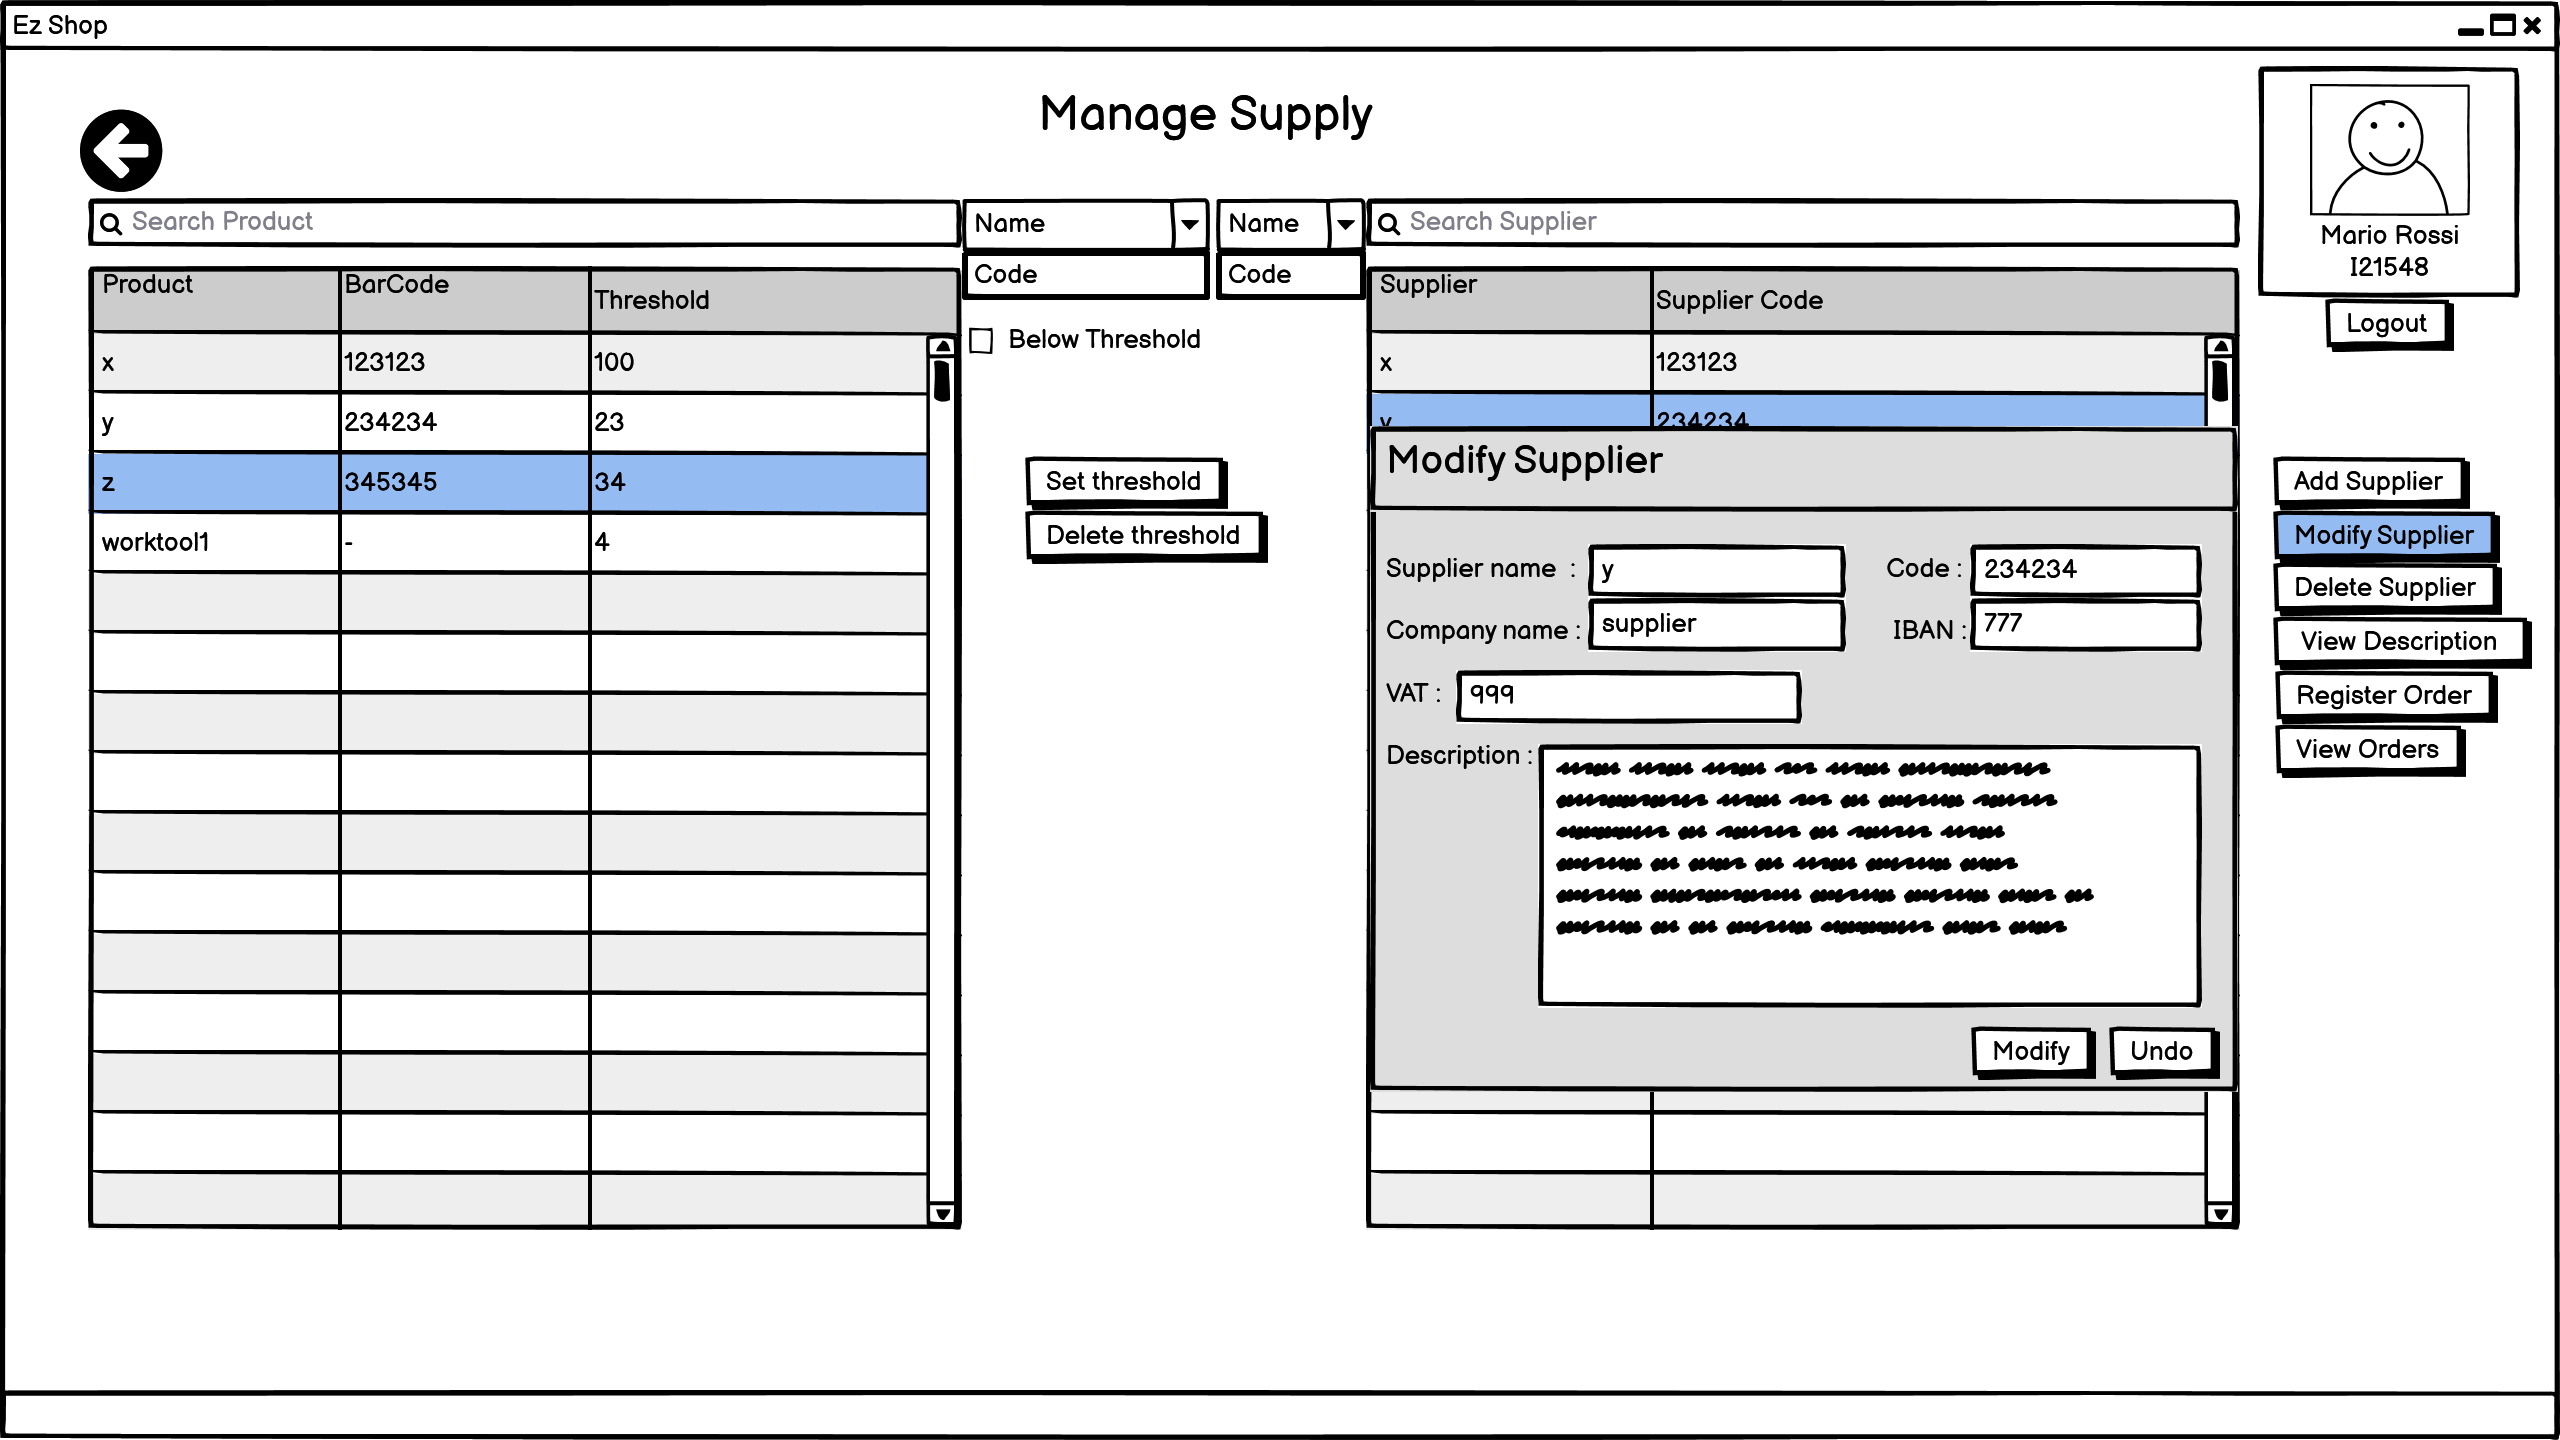 Ez Shop
Manage Supply
Mario Rossi
I21548
Logout
Search Product
Name
Code
Below Threshold
Name
Code
Search Supplier
Product BarCode Threshold
x 123123 100
y 234234 23
z 345345 34
worktool1 - 4
Set threshold
Delete threshold
Supplier Supplier Code
x 123123
y 234234
Modify Supplier
Supplier name : y Code : 234234
Company name : supplier IBAN : 777
VAT : 999
Description :
Modify Undo
Add Supplier
Modify Supplier
Delete Supplier
View Description
Register Order
View Orders